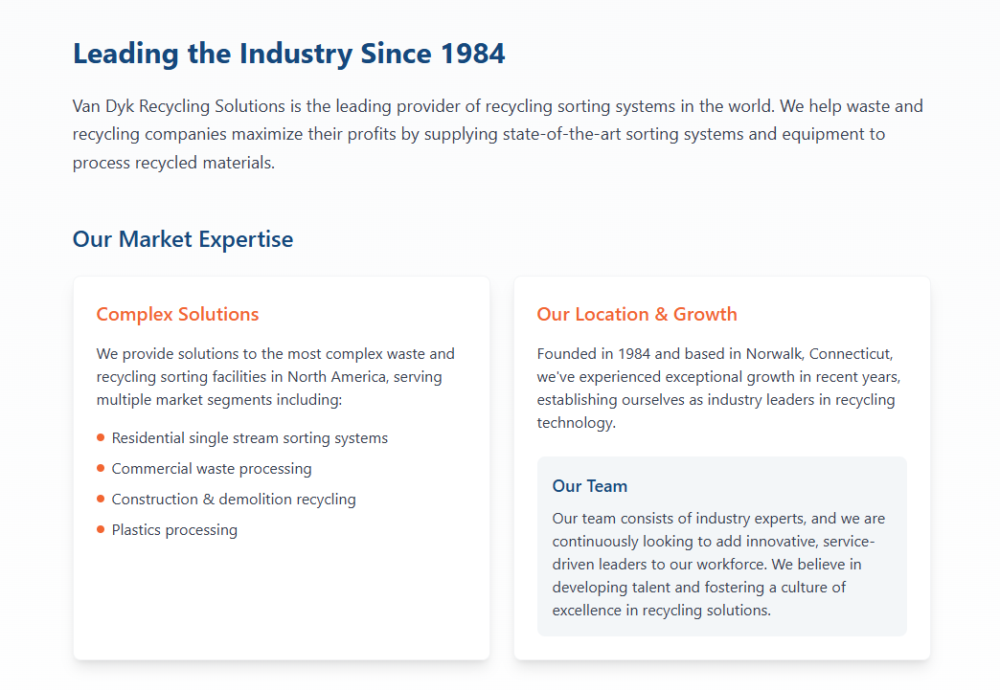 Leading the Industry Since 1984
Van Dyk Recycling Solutions is the leading provider of recycling sorting systems in the world. We help waste and
recycling companies maximize their profits by supplying state-of-the-art sorting systems and equipment to
process recycled materials.
Our Market Expertise
Complex Solutions
We provide solutions to the most complex waste and
recycling sorting facilities in North America, serving
multiple market segments including:
Residential single stream sorting systems
Commercial waste processing
Construction & demolition recycling
Plastics processing
Our Location & Growth
Founded in 1984 and based in Norwalk, Connecticut,
we've experienced exceptional growth in recent years,
establishing ourselves as industry leaders in recycling
technology.
Our Team
Our team consists of industry experts, and we are
continuously looking to add innovative, service-
driven leaders to our workforce. We believe in
developing talent and fostering a culture of
excellence in recycling solutions.